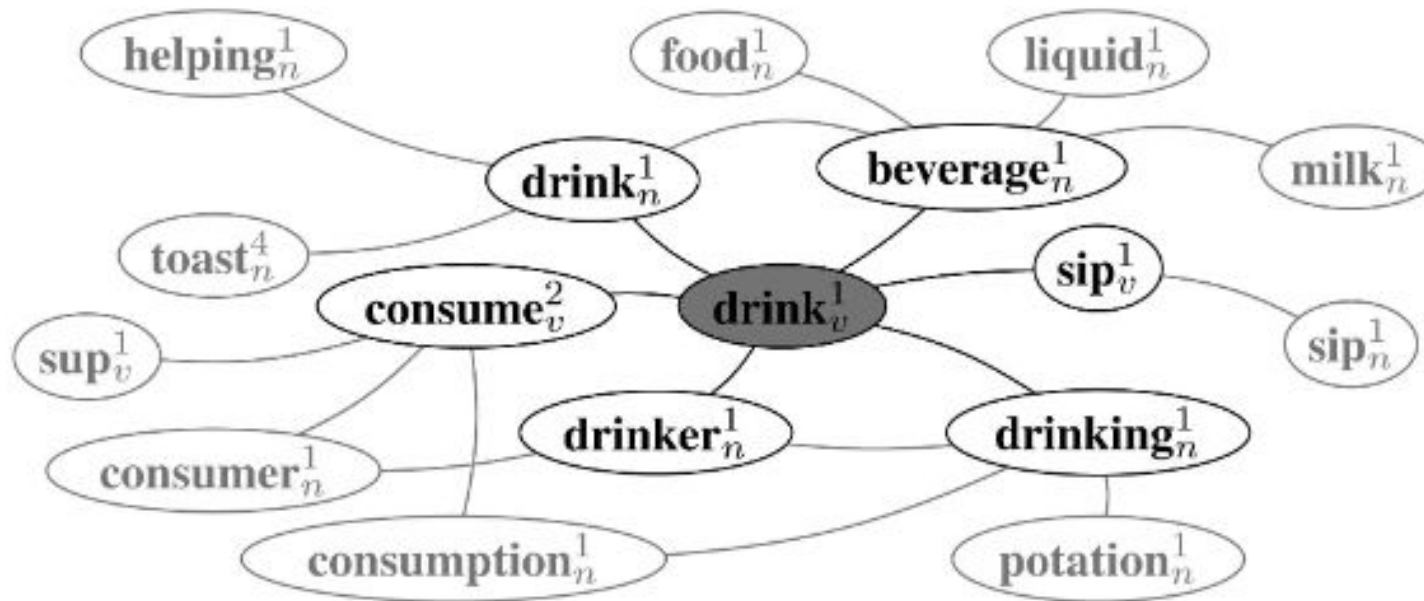 helping¹ₙ
food¹ₙ
liquid¹ₙ
drink¹ₙ
beverage¹ₙ
milk¹ₙ
toast⁴ₙ
consume²ᵥ
drink¹ᵥ
sip¹ᵥ
sup¹ᵥ
sip¹ₙ
consumer¹ₙ
drinker¹ₙ
drinking¹ₙ
consumption¹ₙ
potation¹ₙ